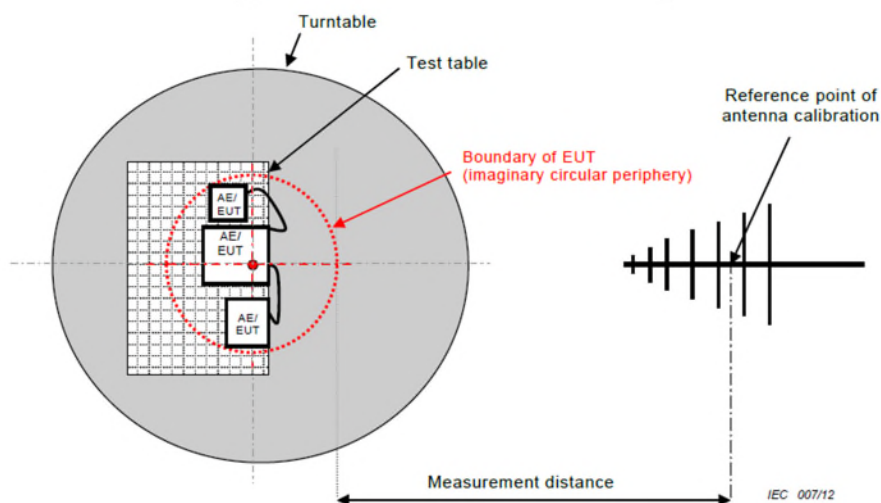 Turntable
Test table
Reference point of
antenna calibration
Boundary of EUT
(imaginary circular periphery)
AE/
EUT
AE/
EUT
AE/
EUT
Measurement distance
IEC 007/12